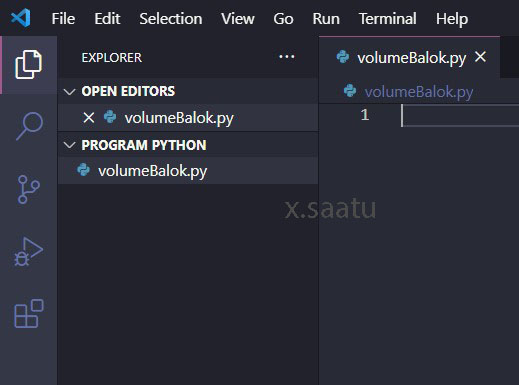 File Edit Selection View Go Run Terminal Help
EXPLORER ...
volumeBalok.py
OPEN EDITORS
volumeBalok.py
volumeBalok.py
1
PROGRAM PYTHON
volumeBalok.py
x.saatu